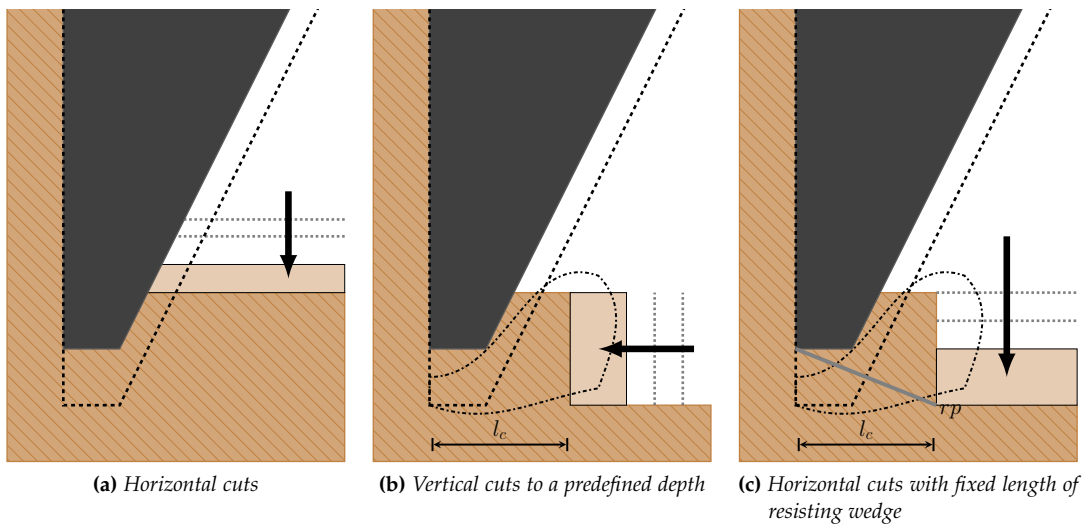 l_c
rp
l_c
(a) Horizontal cuts
(b) Vertical cuts to a predefined depth
(c) Horizontal cuts with fixed length of
resisting wedge